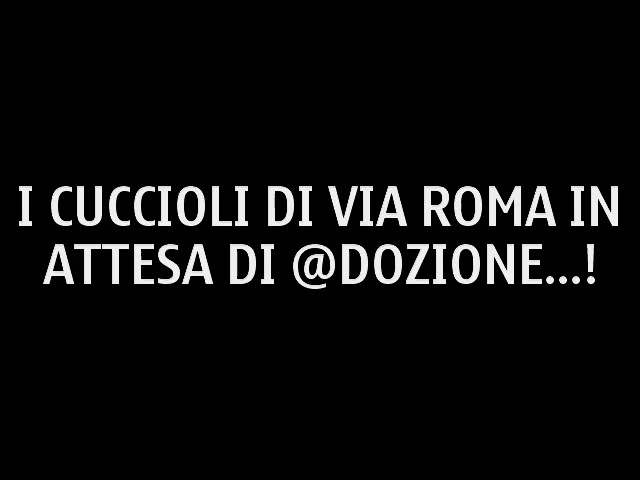 I CUCCIOLI DI VIA ROMA IN
ATTESA DI @DOZIONE...!